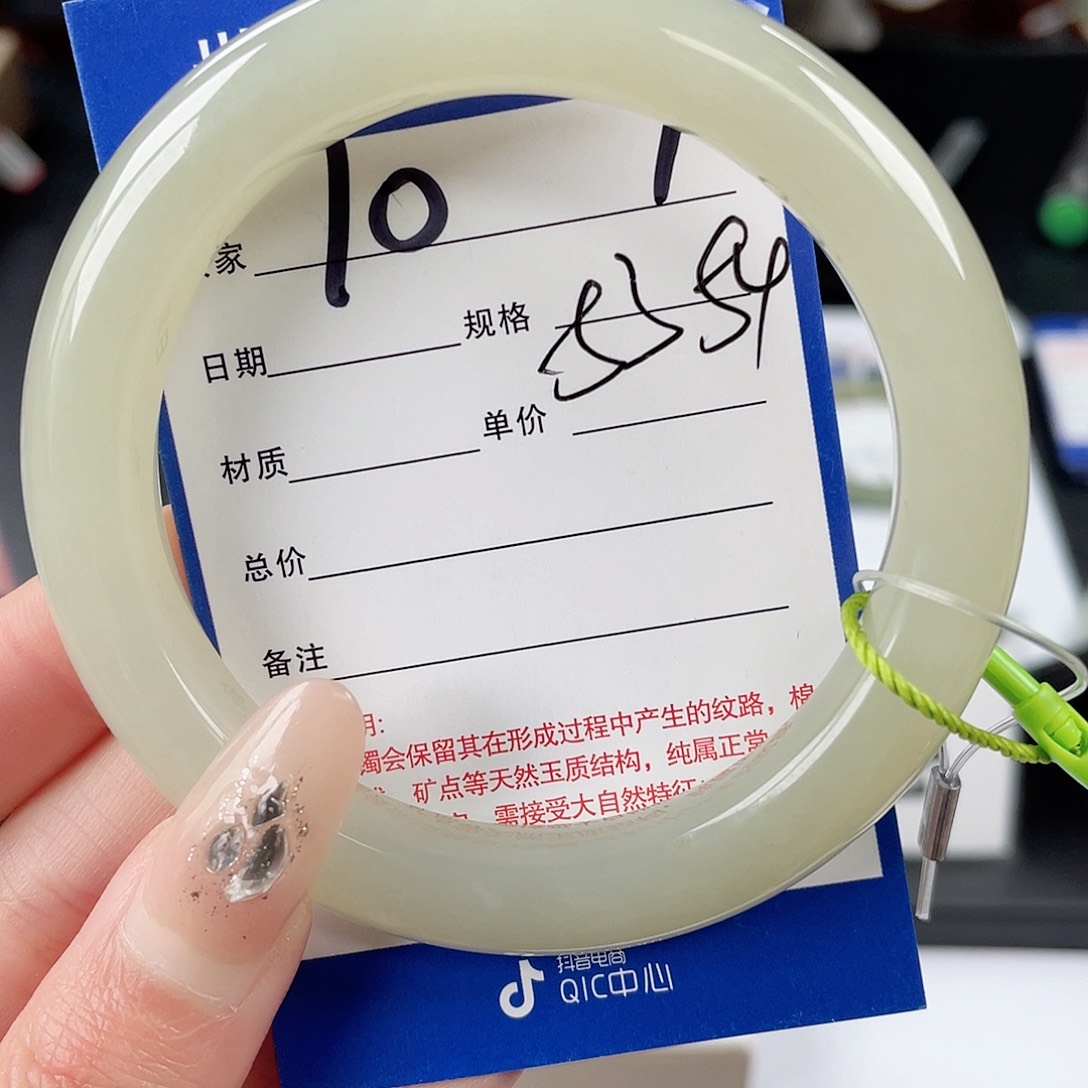 10
家
规格
日期
单价
材质
总价
备注
明:
镯会保留其在形成过程中产生的纹路，棉
矿点等天然玉质结构，纯属正常
需接受大自然特征
抖音电商
QIC中心